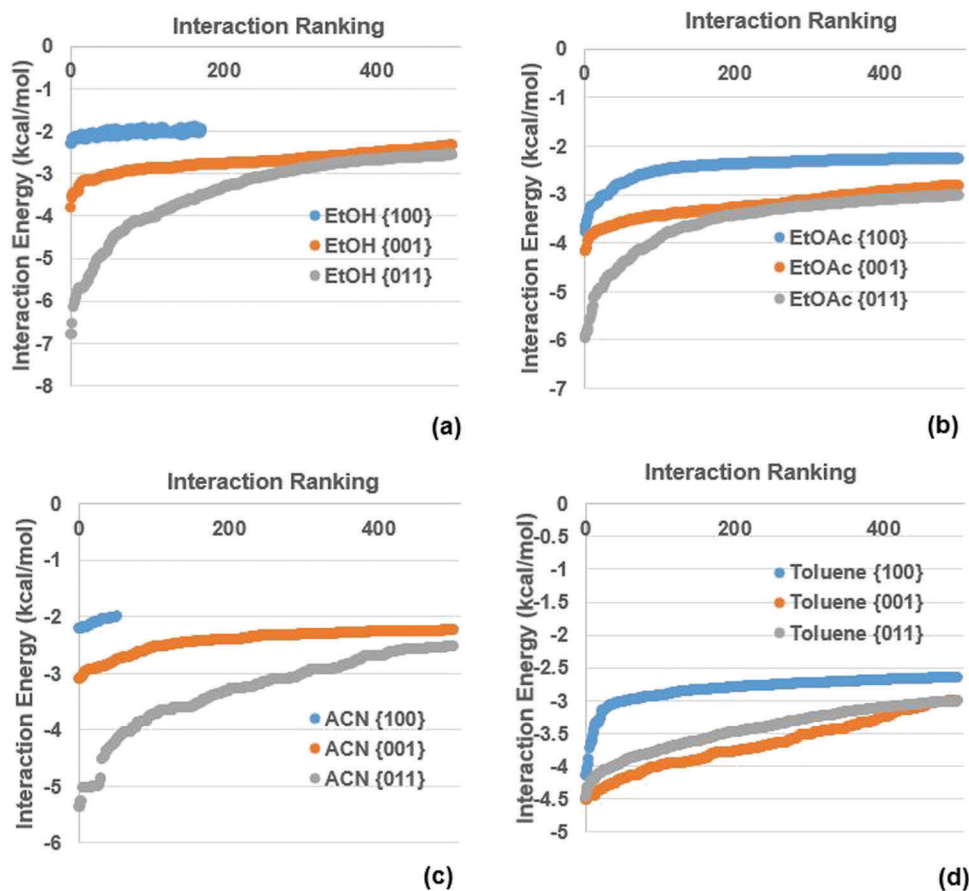 Interaction Ranking
0
0
200
400
-1
-2
-3
-4
-5
-6
-7
-8
Interaction Energy (kcal/mol)
EtOH {100}
EtOH {001}
EtOH {011}
(a)
Interaction Ranking
0
0
200
400
-1
-2
-3
-4
-5
-6
-7
Interaction Energy (kcal/mol)
EtOAc {100}
EtOAc {001}
EtOAc {011}
(b)
Interaction Ranking
0
0
200
400
-1
-2
-3
-4
-5
-6
Interaction Energy (kcal/mol)
ACN {100}
ACN {001}
ACN {011}
(c)
Interaction Ranking
0
0
200
400
-0.5
-1
-1.5
-2
-2.5
-3
-3.5
-4
-4.5
-5
Interaction Energy (kcal/mol)
Toluene {100}
Toluene {001}
Toluene {011}
(d)